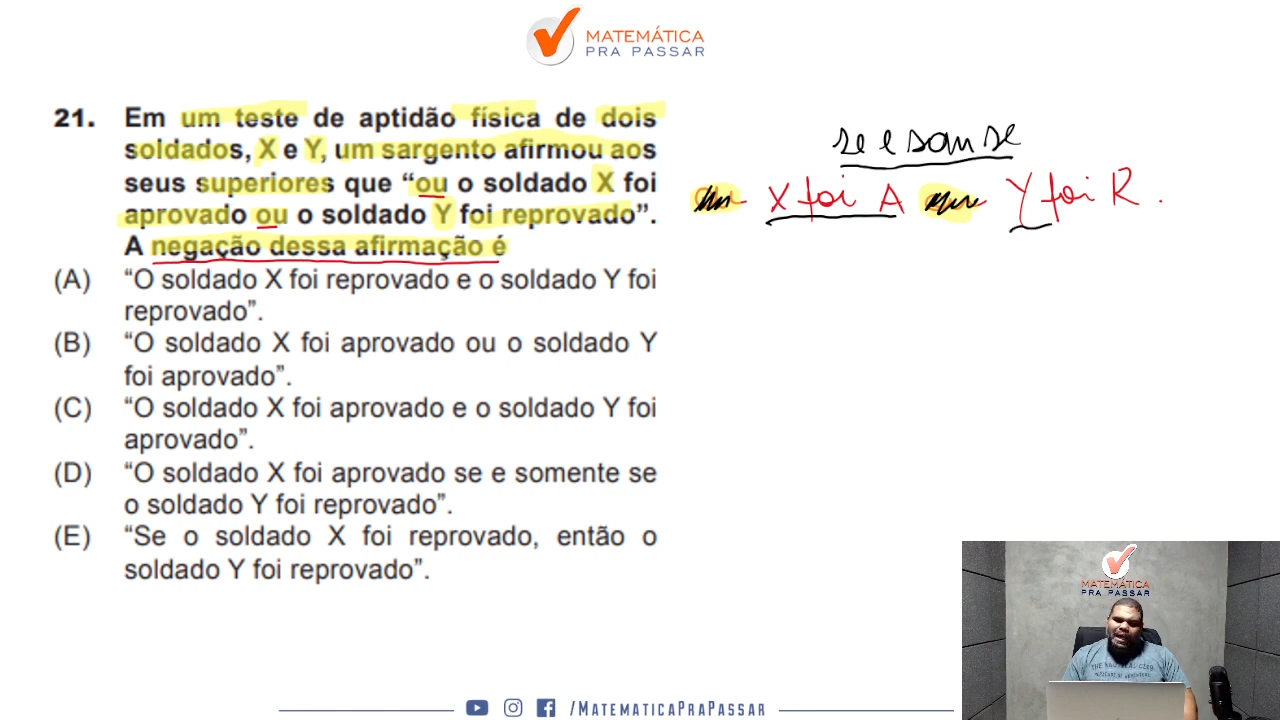 MATEMÁTICA
PRA PASSAR
21. Em um teste de aptidão física de dois
soldados, X e Y, um sargento afirmou aos
seus superiores que “ou o soldado X foi
aprovado ou o soldado Y foi reprovado”.
A negação dessa afirmação é
(A) “O soldado X foi reprovado e o soldado Y foi
reprovado”.
(B) “O soldado X foi aprovado ou o soldado Y
foi aprovado”.
(C) “O soldado X foi aprovado e o soldado Y foi
aprovado”.
(D) “O soldado X foi aprovado se e somente se
o soldado Y foi reprovado”.
(E) “Se o soldado X foi reprovado, então o
soldado Y foi reprovado”.
se e som se
X foi A Y foi R.
MATEMÁTICA
PRA PASSAR
/MATEMATICAPRAPASSAR